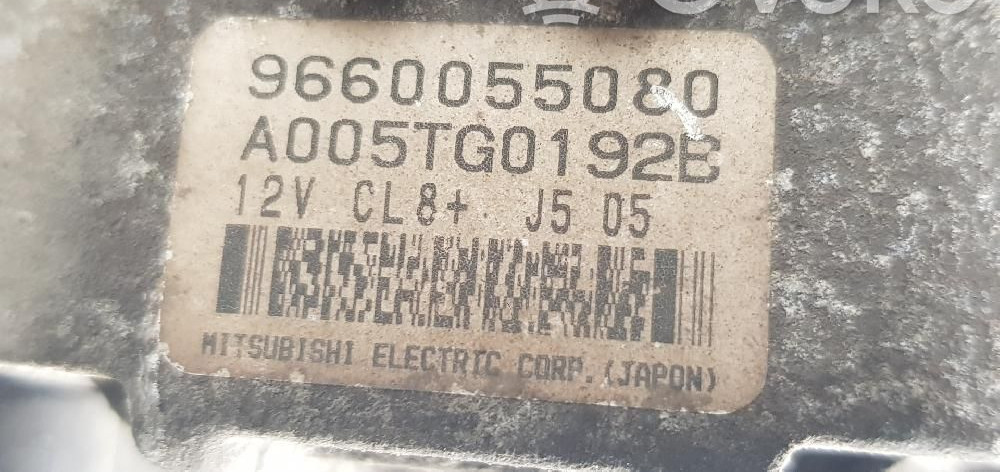 9660055080
A005TG0192B
12V CL8+ J5 05
MITSUBISHI ELECTRIC CORP.(JAPON)